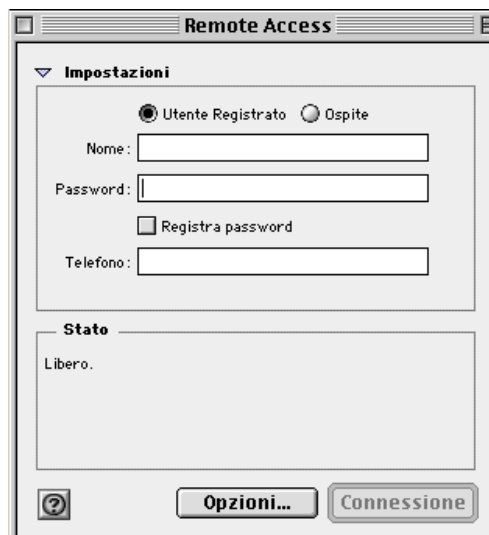 Remote Access
Impostazioni
Utente Registrato Ospite
Nome:
Password:
Registra password
Telefono:
Stato
Libero.
? Opzioni... Connessione